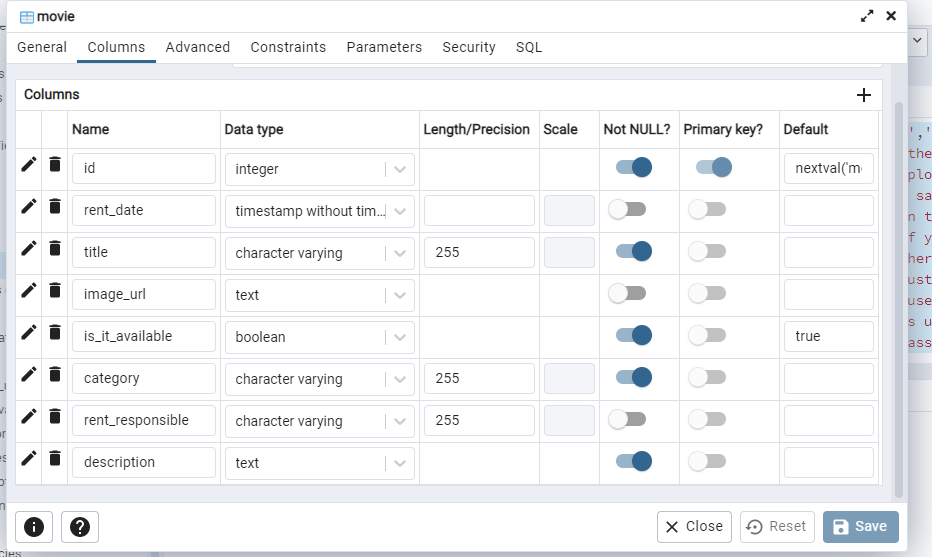 movie
General Columns Advanced Constraints Parameters Security SQL
Columns
Name Data type Length/Precision Scale Not NULL? Primary key? Default
id integer nextval('m
rent_date timestamp without tim...
title character varying 255
image_url text
is_it_available boolean true
category character varying 255
rent_responsible character varying 255
description text
Close Reset Save